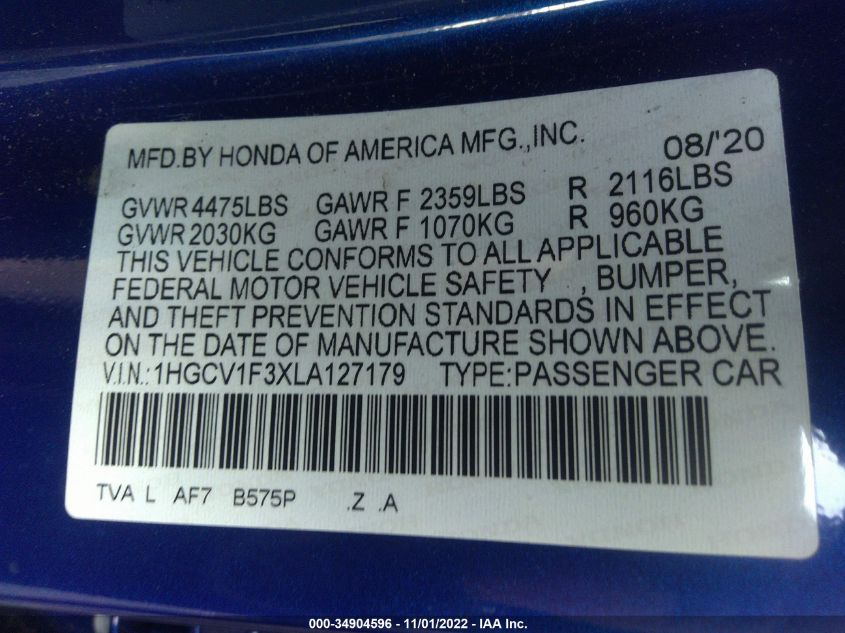 MFD.BY HONDA OF AMERICA MFG.,INC. 08/'20
GVWR 4475LBS GAWR F 2359LBS R 2116LBS
GVWR 2030KG GAWR F 1070KG R 960KG
THIS VEHICLE CONFORMS TO ALL APPLICABLE
FEDERAL MOTOR VEHICLE SAFETY , BUMPER,
AND THEFT PREVENTION STANDARDS IN EFFECT
ON THE DATE OF MANUFACTURE SHOWN ABOVE.
V.I.N.:1HGCV1F3XLA127179 TYPE:PASSENGER CAR
TVA L AF7 B575P .Z .A
000-34904596 - 11/01/2022 - IAA Inc.